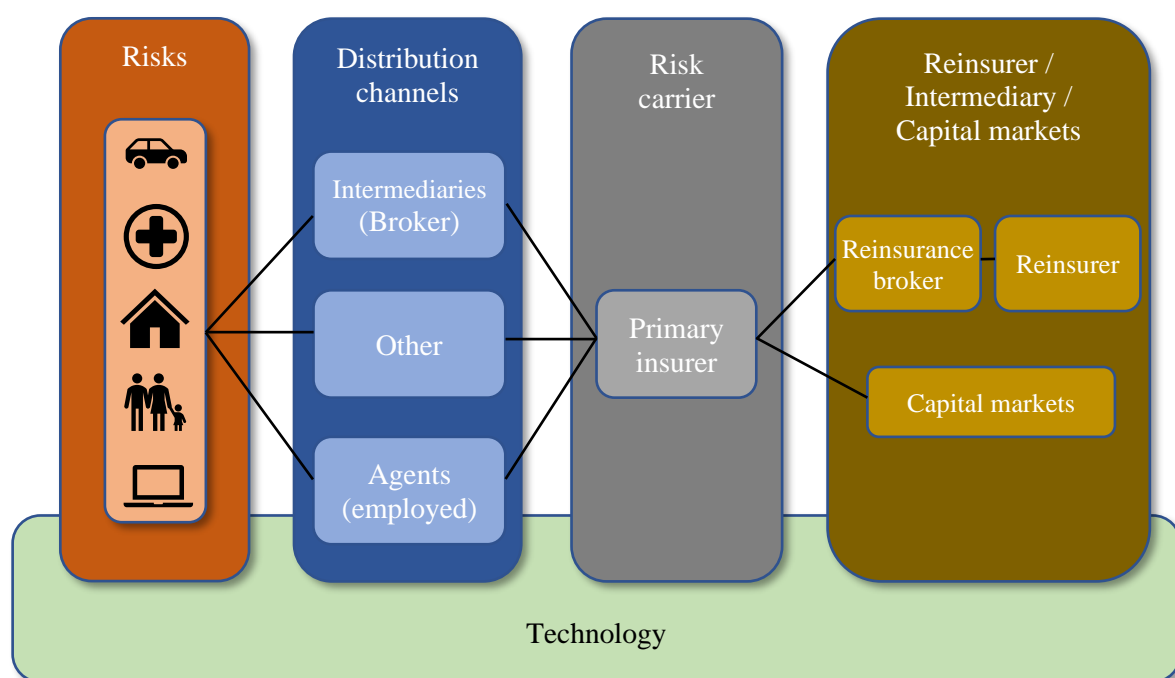 Risks
Distribution
channels
Intermediaries
(Broker)
Other
Agents
(employed)
Risk
carrier
Primary
insurer
Reinsurer /
Intermediary /
Capital markets
Reinsurance
broker
Reinsurer
Capital markets
Technology